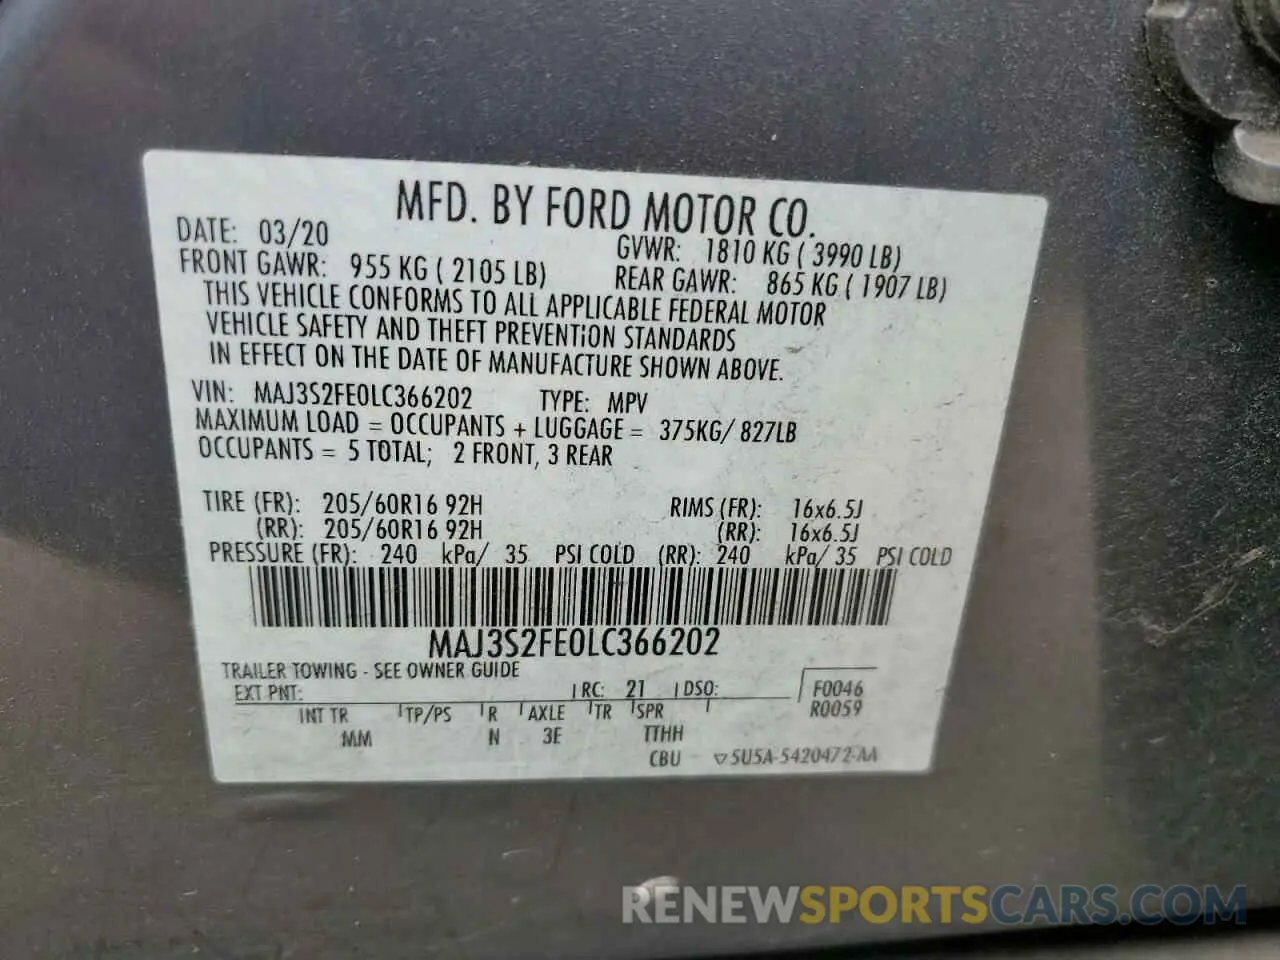 MFD. BY FORD MOTOR CO.
DATE: 03/20 GVWR: 1810 KG ( 3990 LB)
FRONT GAWR: 955 KG ( 2105 LB) REAR GAWR: 865 KG ( 1907 LB)
THIS VEHICLE CONFORMS TO ALL APPLICABLE FEDERAL MOTOR
VEHICLE SAFETY AND THEFT PREVENTION STANDARDS
IN EFFECT ON THE DATE OF MANUFACTURE SHOWN ABOVE.
VIN: MAJ3S2FE0LC366202 TYPE: MPV
MAXIMUM LOAD = OCCUPANTS + LUGGAGE = 375KG/ 827LB
OCCUPANTS = 5 TOTAL; 2 FRONT, 3 REAR
TIRE (FR): 205/60R16 92H RIMS (FR): 16x6.5J
(RR): 205/60R16 92H (RR): 16x6.5J
PRESSURE (FR): 240 kPa/ 35 PSI COLD (RR): 240 kPa/ 35 PSI COLD
MAJ3S2FE0LC366202
TRAILER TOWING - SEE OWNER GUIDE
EXT PNT: RC: 21 DSO: F0046
INT TR TP/PS R AXLE TR SPR R0059
MM N 3E TTHH
CBU ▽5U5A-5420472-AA
RENEWSPORTSCARS.COM